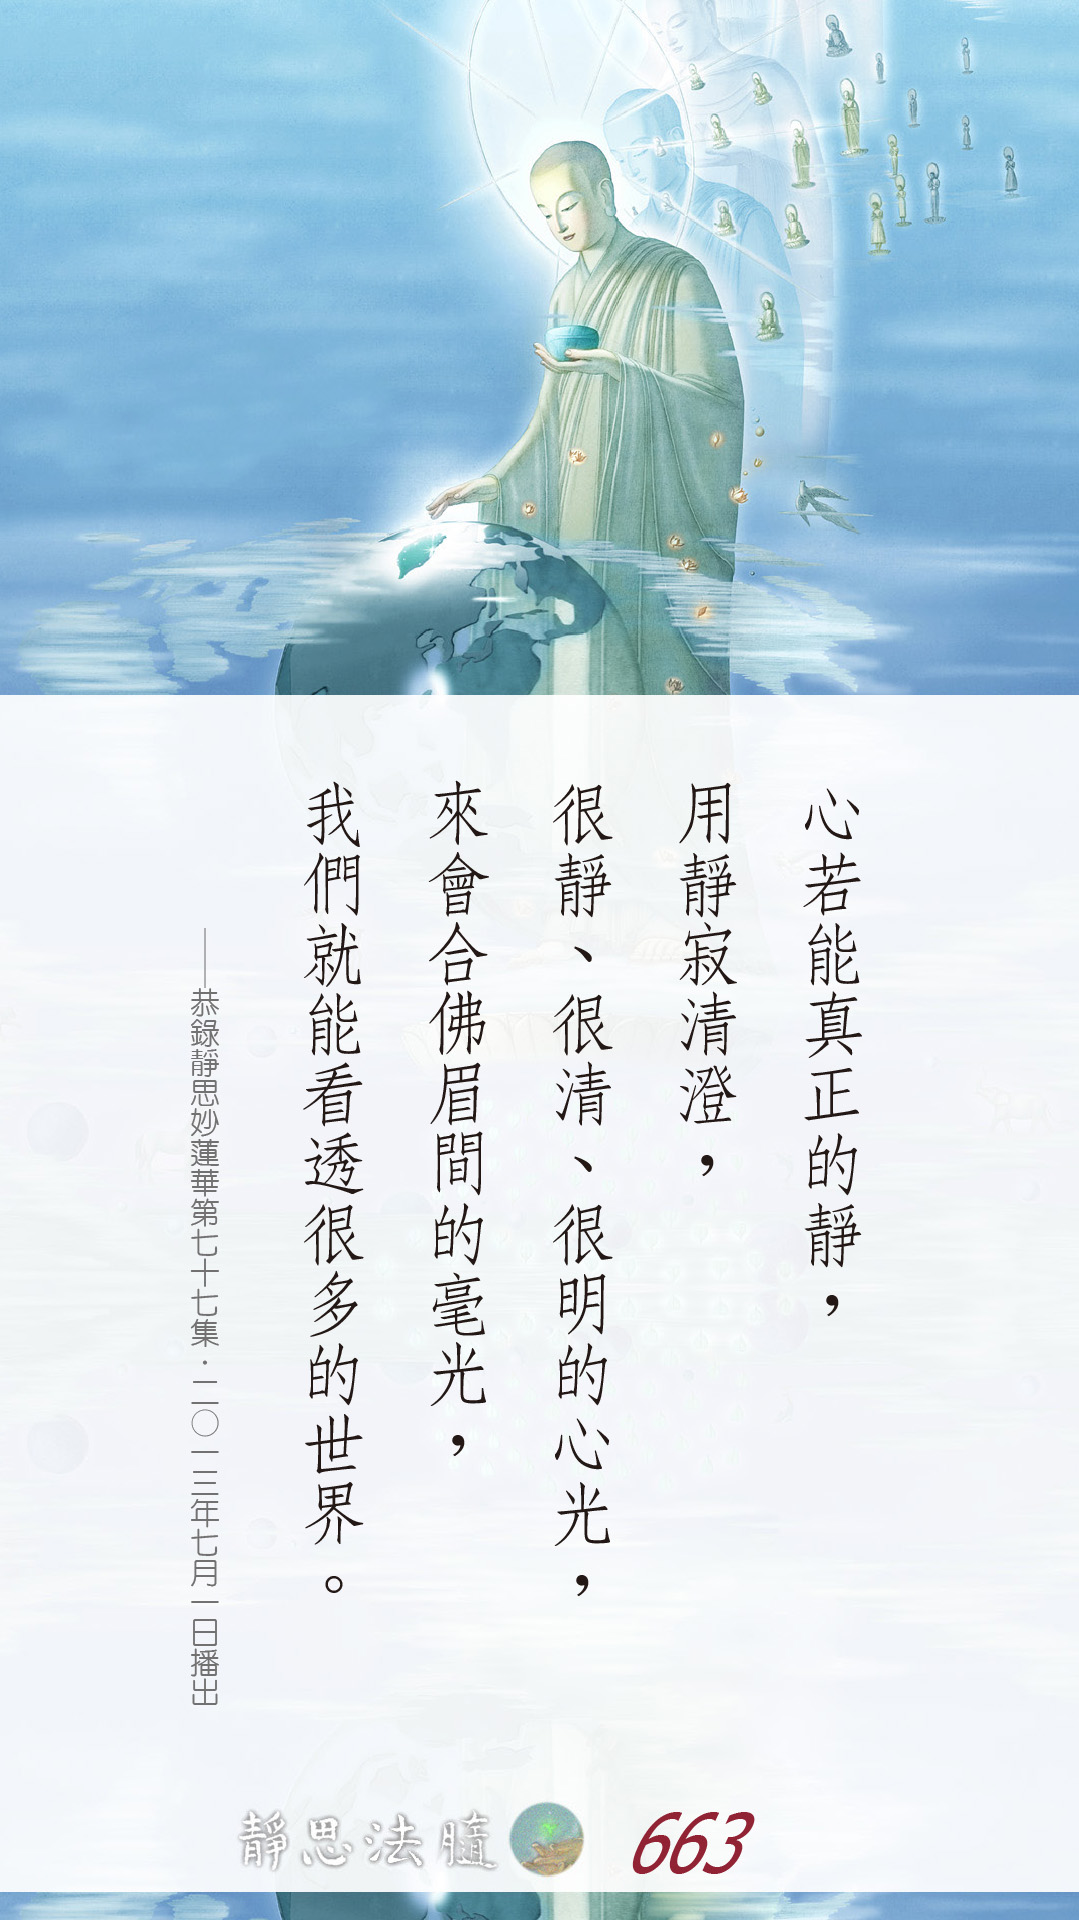 心若能真正的靜，
用靜寂清澄，
很靜、很清、很明的心光，
來會合佛眉間的毫光，
我們就能看透很多的世界。
——恭錄靜思妙蓮華第七十七集・二〇一三年七月一日播出
靜思法髓
663